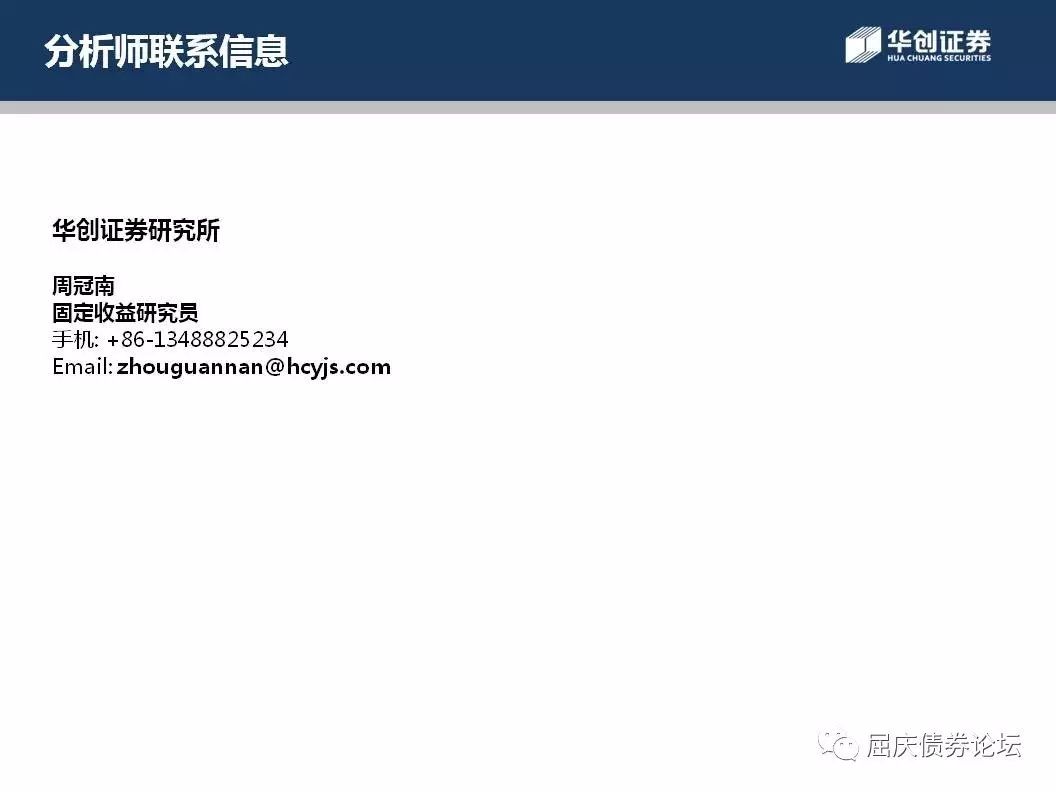 分析师联系信息
华创证券
HUA CHUANG SECURITIES
华创证券研究所
周冠南
固定收益研究员
手机: +86-13488825234
Email: zhouguannan@hcyjs.com
屈庆债券论坛